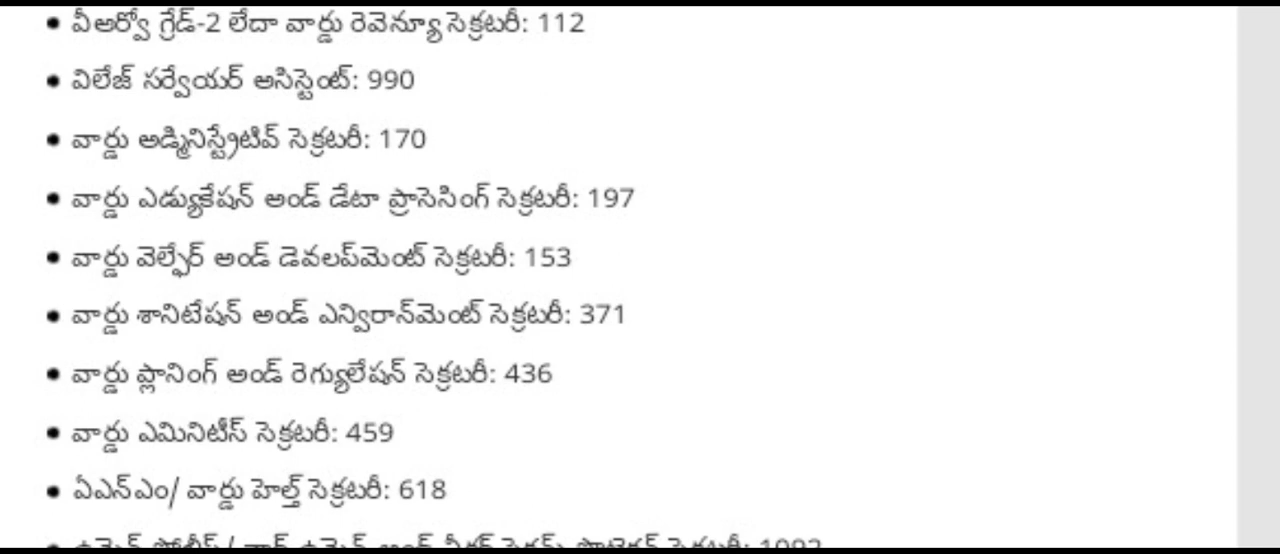 • వీఆర్వో గ్రేడ్-2 లేదా వార్డు రెవెన్యూ సెక్రటరీ: 112
• విలేజ్ సర్వేయర్ అసిస్టెంట్: 990
• వార్డు అడ్మినిస్ట్రేటివ్ సెక్రటరీ: 170
• వార్డు ఎడ్యుకేషన్ అండ్ డేటా ప్రాసెసింగ్ సెక్రటరీ: 197
• వార్డు వెల్ఫేర్ అండ్ డెవలప్‌మెంట్ సెక్రటరీ: 153
• వార్డు శానిటేషన్ అండ్ ఎన్విరాన్‌మెంట్ సెక్రటరీ: 371
• వార్డు ప్లానింగ్ అండ్ రెగ్యులేషన్ సెక్రటరీ: 436
• వార్డు ఎమినిటీస్ సెక్రటరీ: 459
• ఏఎన్ఎం/ వార్డు హెల్త్ సెక్రటరీ: 618